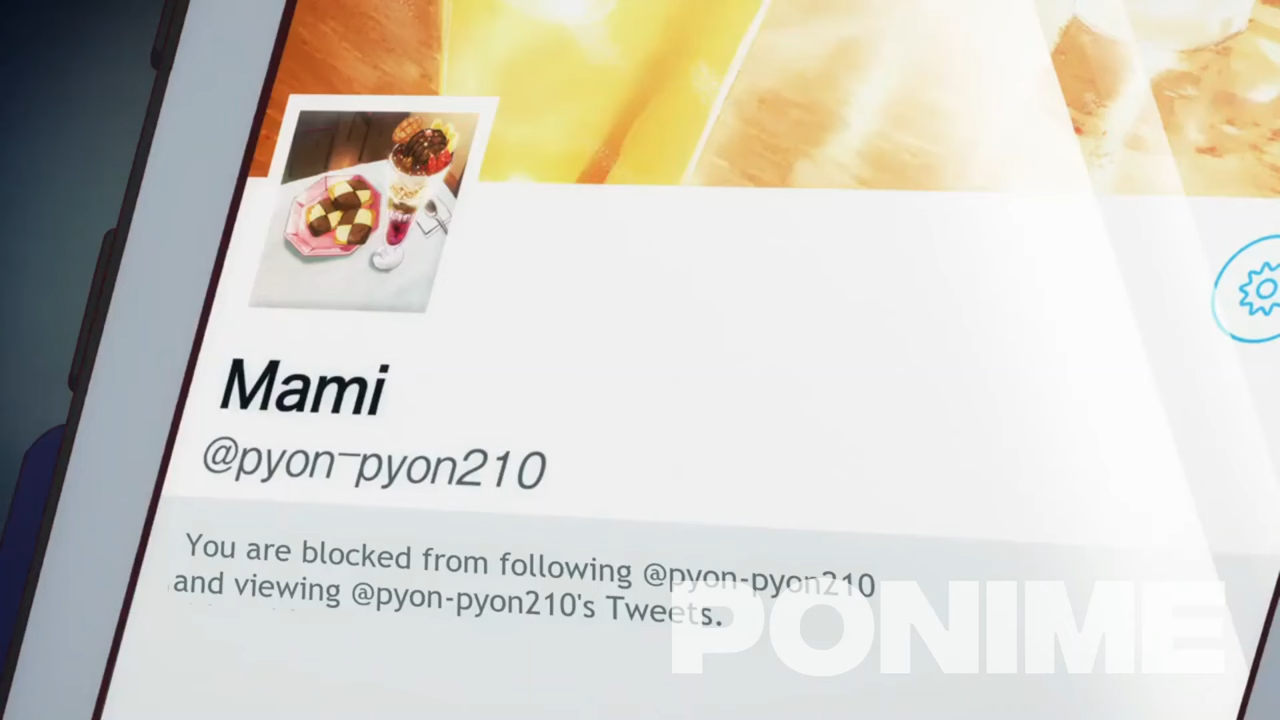 Mami
@pyon-pyon210
You are blocked from following @pyon-pyon210
and viewing @pyon-pyon210's Tweets.
PONIME